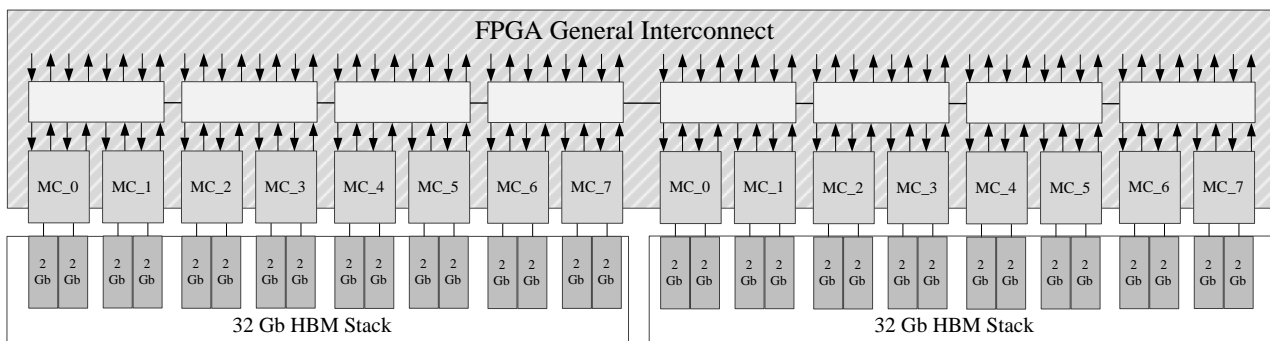 FPGA General Interconnect
MC_0 MC_1 MC_2 MC_3 MC_4 MC_5 MC_6 MC_7 MC_0 MC_1 MC_2 MC_3 MC_4 MC_5 MC_6 MC_7
2 2 2 2 2 2 2 2 2 2 2 2 2 2 2 2 2 2 2 2 2 2 2 2 2 2 2 2 2 2 2 2
Gb Gb Gb Gb Gb Gb Gb Gb Gb Gb Gb Gb Gb Gb Gb Gb Gb Gb Gb Gb Gb Gb Gb Gb Gb Gb Gb Gb Gb Gb Gb Gb
32 Gb HBM Stack 32 Gb HBM Stack